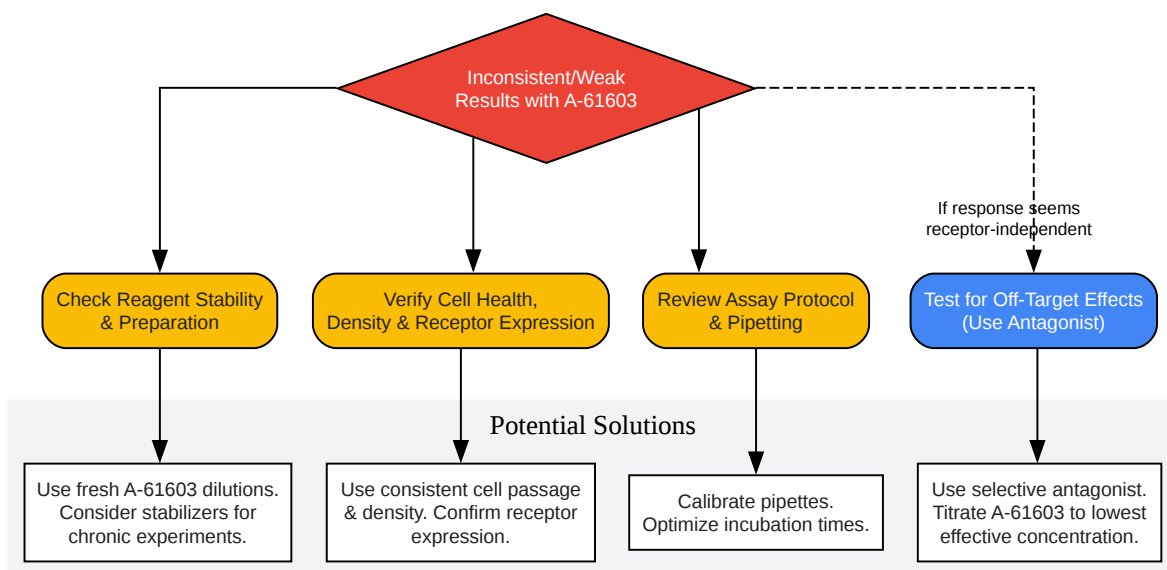 Inconsistent/Weak
Results with A-61603
If response seems
receptor-independent
Check Reagent Stability
& Preparation
Verify Cell Health,
Density & Receptor Expression
Review Assay Protocol
& Pipetting
Test for Off-Target Effects
(Use Antagonist)
Potential Solutions
Use fresh A-61603 dilutions.
Consider stabilizers for
chronic experiments.
Use consistent cell passage
& density. Confirm receptor
expression.
Calibrate pipettes.
Optimize incubation times.
Use selective antagonist.
Titrate A-61603 to lowest
effective concentration.